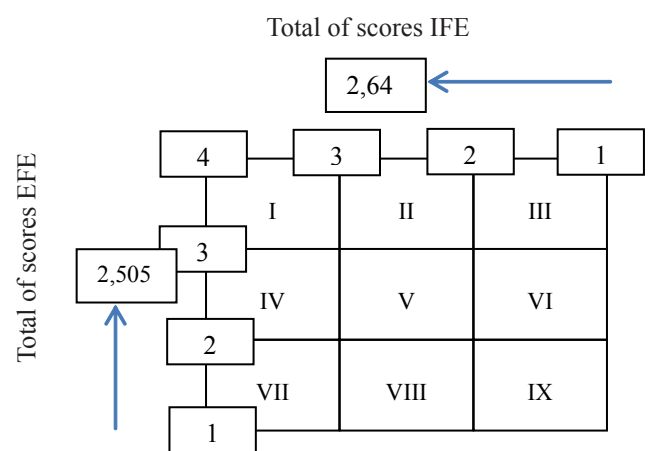 Total of scores IFE
2,64
4 3 2 1
Total of scores EFE
I II III
3
2,505
IV V VI
2
VII VIII IX
1